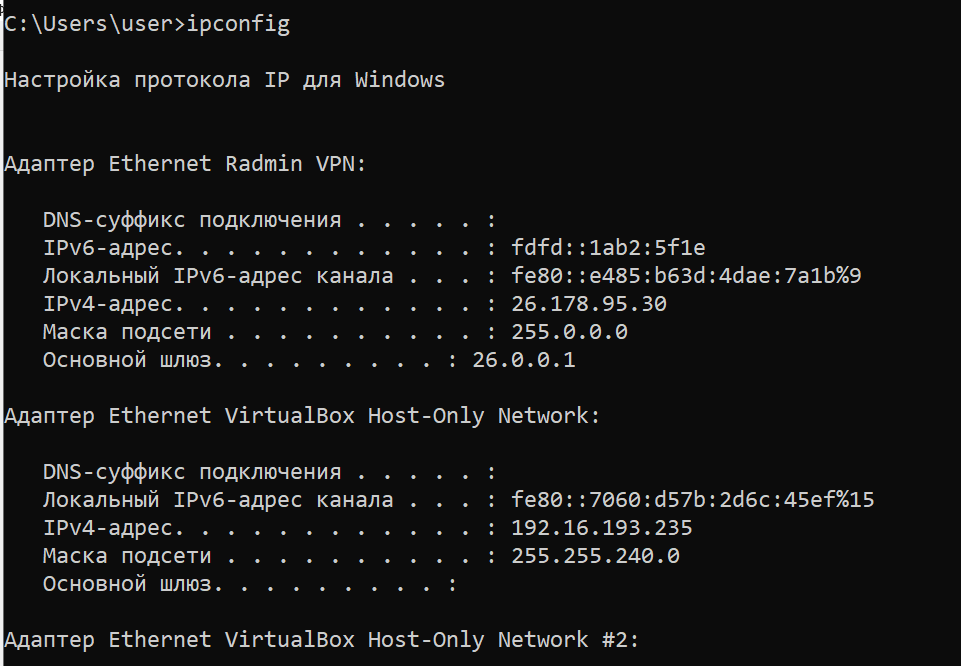 C:\Users\user>ipconfig
Настройка протокола IP для Windows
Адаптер Ethernet Radmin VPN:
DNS-суффикс подключения . . . . . :
IPv6-адрес. . . . . . . . . . . . : fdfd::1ab2:5f1e
Локальный IPv6-адрес канала . . . : fe80::e485:b63d:4dae:7a1b%9
IPv4-адрес. . . . . . . . . . . . : 26.178.95.30
Маска подсети . . . . . . . . . . : 255.0.0.0
Основной шлюз. . . . . . . . . : 26.0.0.1
Адаптер Ethernet VirtualBox Host-Only Network:
DNS-суффикс подключения . . . . . :
Локальный IPv6-адрес канала . . . : fe80::7060:d57b:2d6c:45ef%15
IPv4-адрес. . . . . . . . . . . . : 192.16.193.235
Маска подсети . . . . . . . . . . : 255.255.240.0
Основной шлюз. . . . . . . . . :
Адаптер Ethernet VirtualBox Host-Only Network #2: